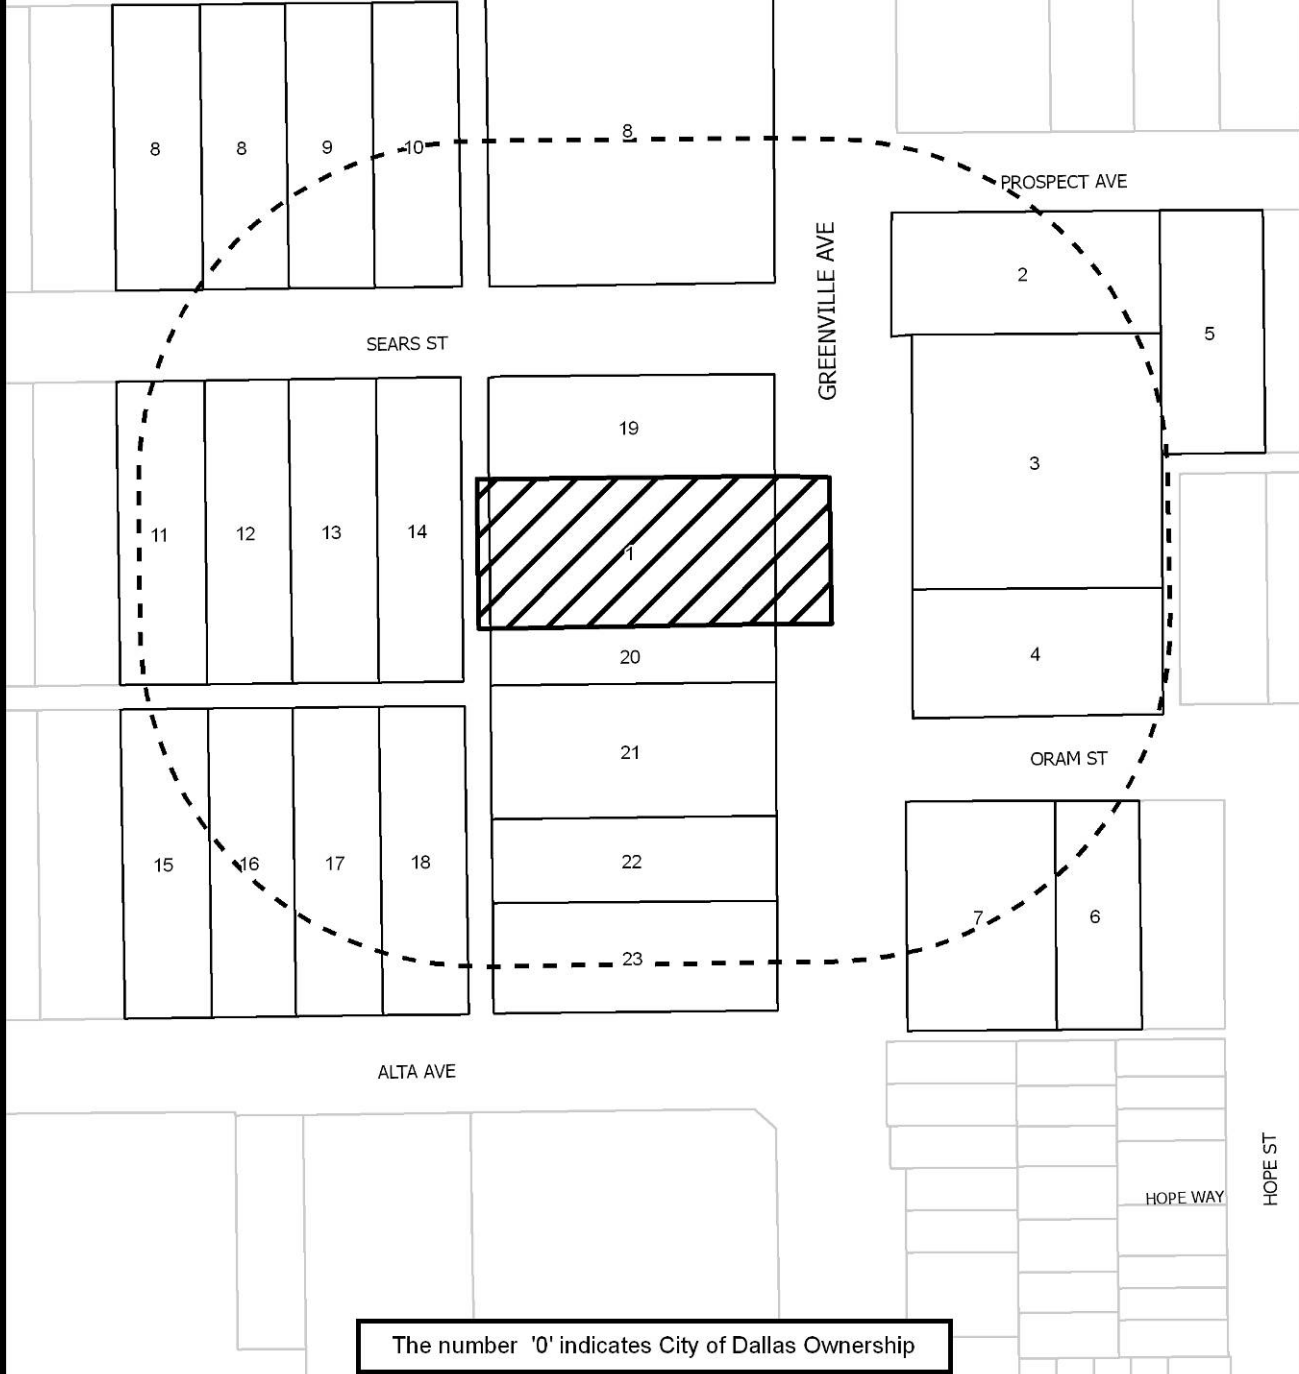 8
8 8 9 10
PROSPECT AVE
GREENVILLE AVE
2
5
SEARS ST
19
3
11 12 13 14
1
20
4
21
ORAM ST
15 16 17 18
22
7 6
23
ALTA AVE
HOPE ST
HOPE WAY
The number '0' indicates City of Dallas Ownership